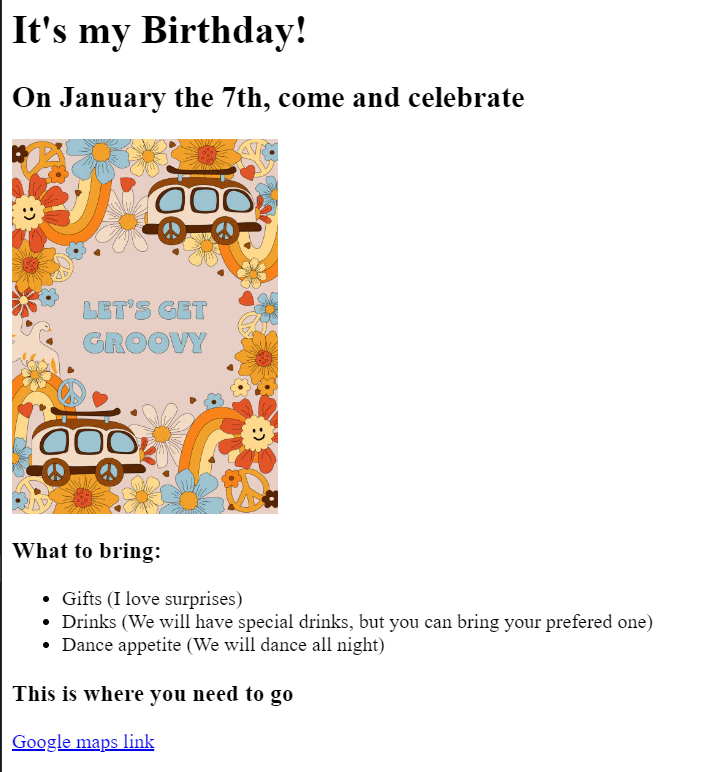 It's my Birthday!
On January the 7th, come and celebrate
LET'S GET
GROOVY
What to bring:
Gifts (I love surprises)
Drinks (We will have special drinks, but you can bring your prefered one)
Dance appetite (We will dance all night)
This is where you need to go
Google maps link